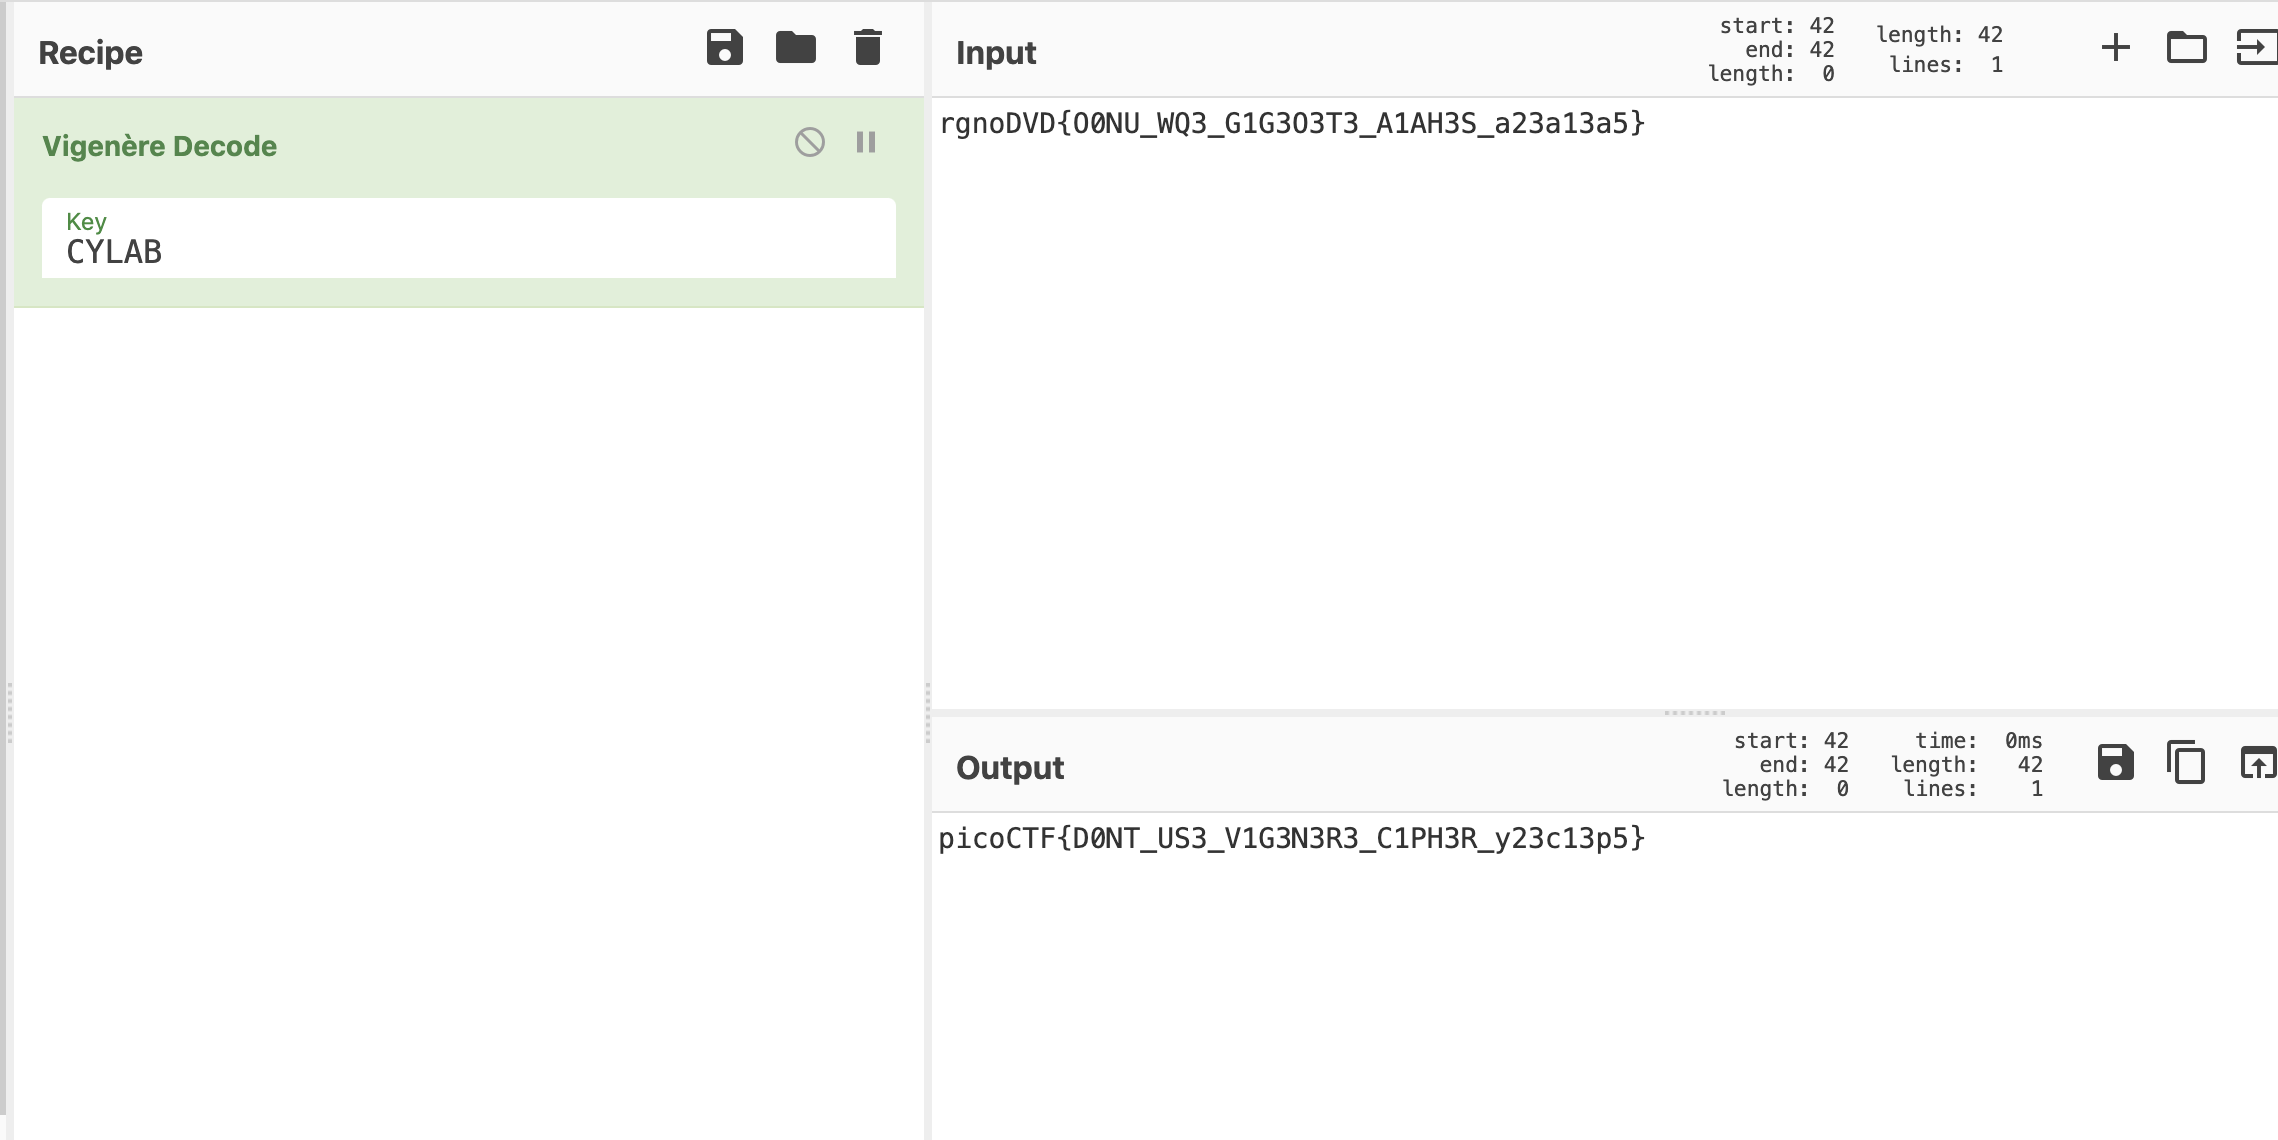 Recipe
Vigenère Decode
Key
CYLAB
Input
start: 42
end: 42
length: 0
length: 42
lines: 1
rgnoDVD{O0NU_WQ3_G1G3O3T3_A1AH3S_a23a13a5}
Output
start: 42
end: 42
length: 0
time: 0ms
length: 42
lines: 1
picoCTF{D0NT_US3_V1G3N3R3_C1PH3R_y23c13p5}